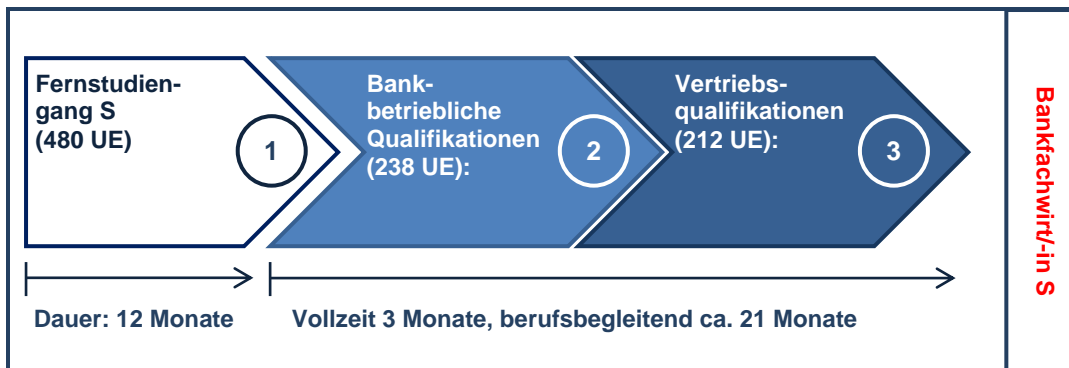 Fernstudien-
gang S
(480 UE)
1
Bank-
betriebliche
Qualifikationen
(238 UE):
2
Vertriebs-
qualifikationen
(212 UE):
3
Dauer: 12 Monate
Vollzeit 3 Monate, berufsbegleitend ca. 21 Monate
Bankfachwirt/-in S